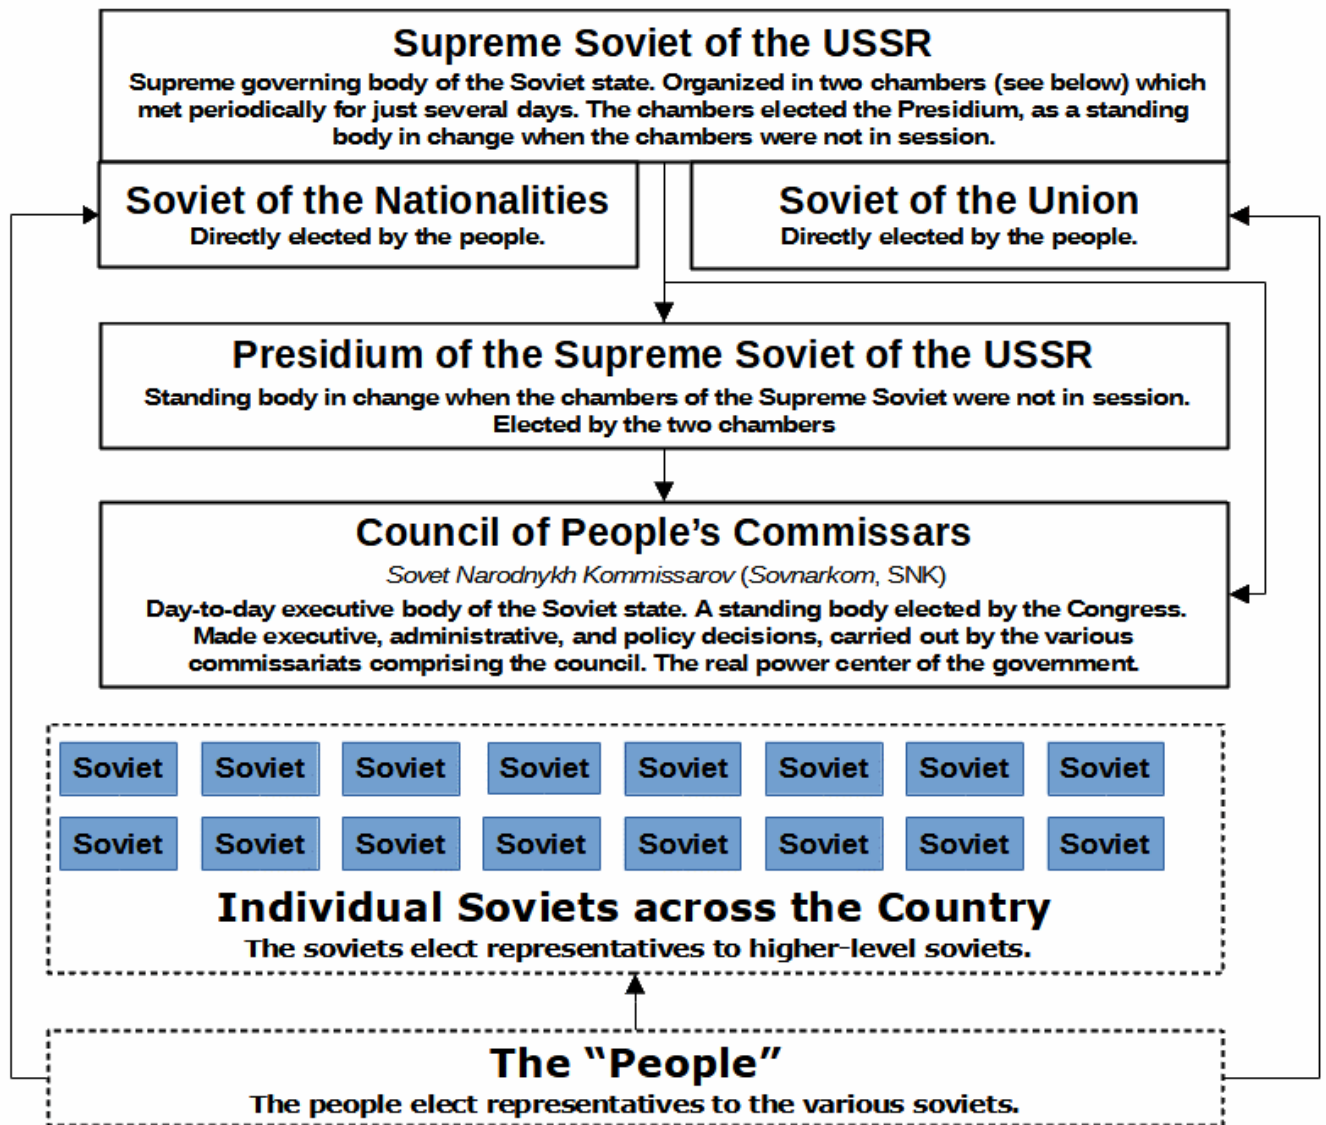 Supreme Soviet of the USSR
Supreme governing body of the Soviet state. Organized in two chambers (see below) which
met periodically for just several days. The chambers elected the Presidium, as a standing
body in change when the chambers were not in session.
Soviet of the Nationalities
Directly elected by the people.
Soviet of the Union
Directly elected by the people.
Presidium of the Supreme Soviet of the USSR
Standing body in change when the chambers of the Supreme Soviet were not in session.
Elected by the two chambers
Council of People’s Commissars
Sovet Narodnykh Kommissarov (Sovnarkom, SNK)
Day-to-day executive body of the Soviet state. A standing body elected by the Congress.
Made executive, administrative, and policy decisions, carried out by the various
commissariats comprising the council. The real power center of the government.
Soviet Soviet Soviet Soviet Soviet Soviet Soviet Soviet
Soviet Soviet Soviet Soviet Soviet Soviet Soviet Soviet
Individual Soviets across the Country
The soviets elect representatives to higher-level soviets.
The “People”
The people elect representatives to the various soviets.